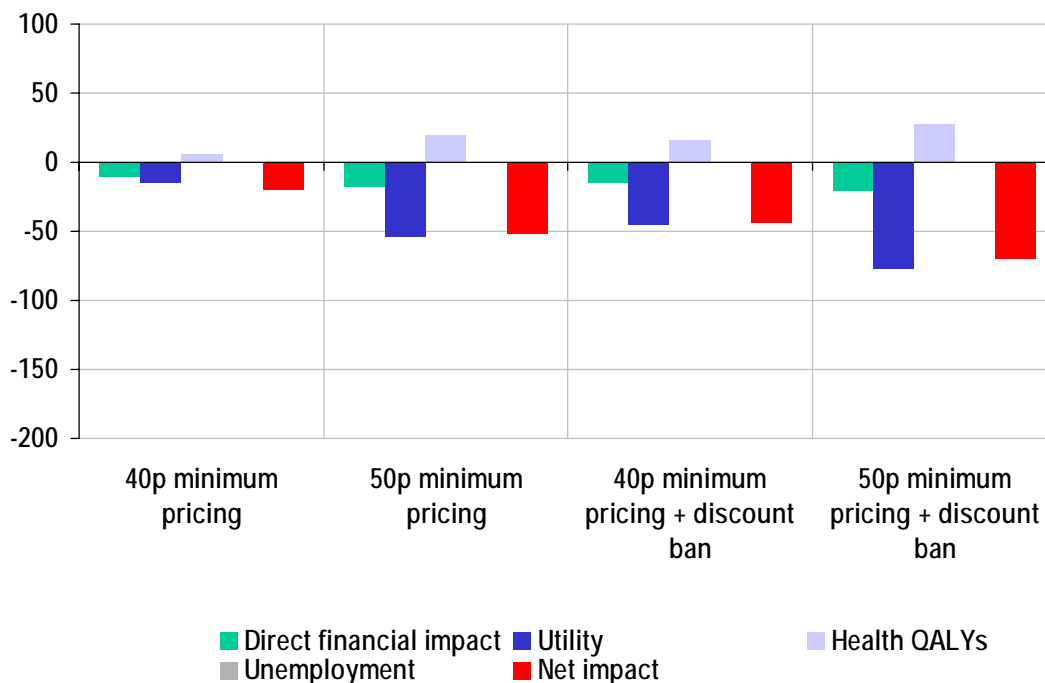 100
50
0
-50
-100
-150
-200
40p minimum
pricing
50p minimum
pricing
40p minimum
pricing + discount
ban
50p minimum
pricing + discount
ban
Direct financial impact
Utility
Health QALYs
Unemployment
Net impact